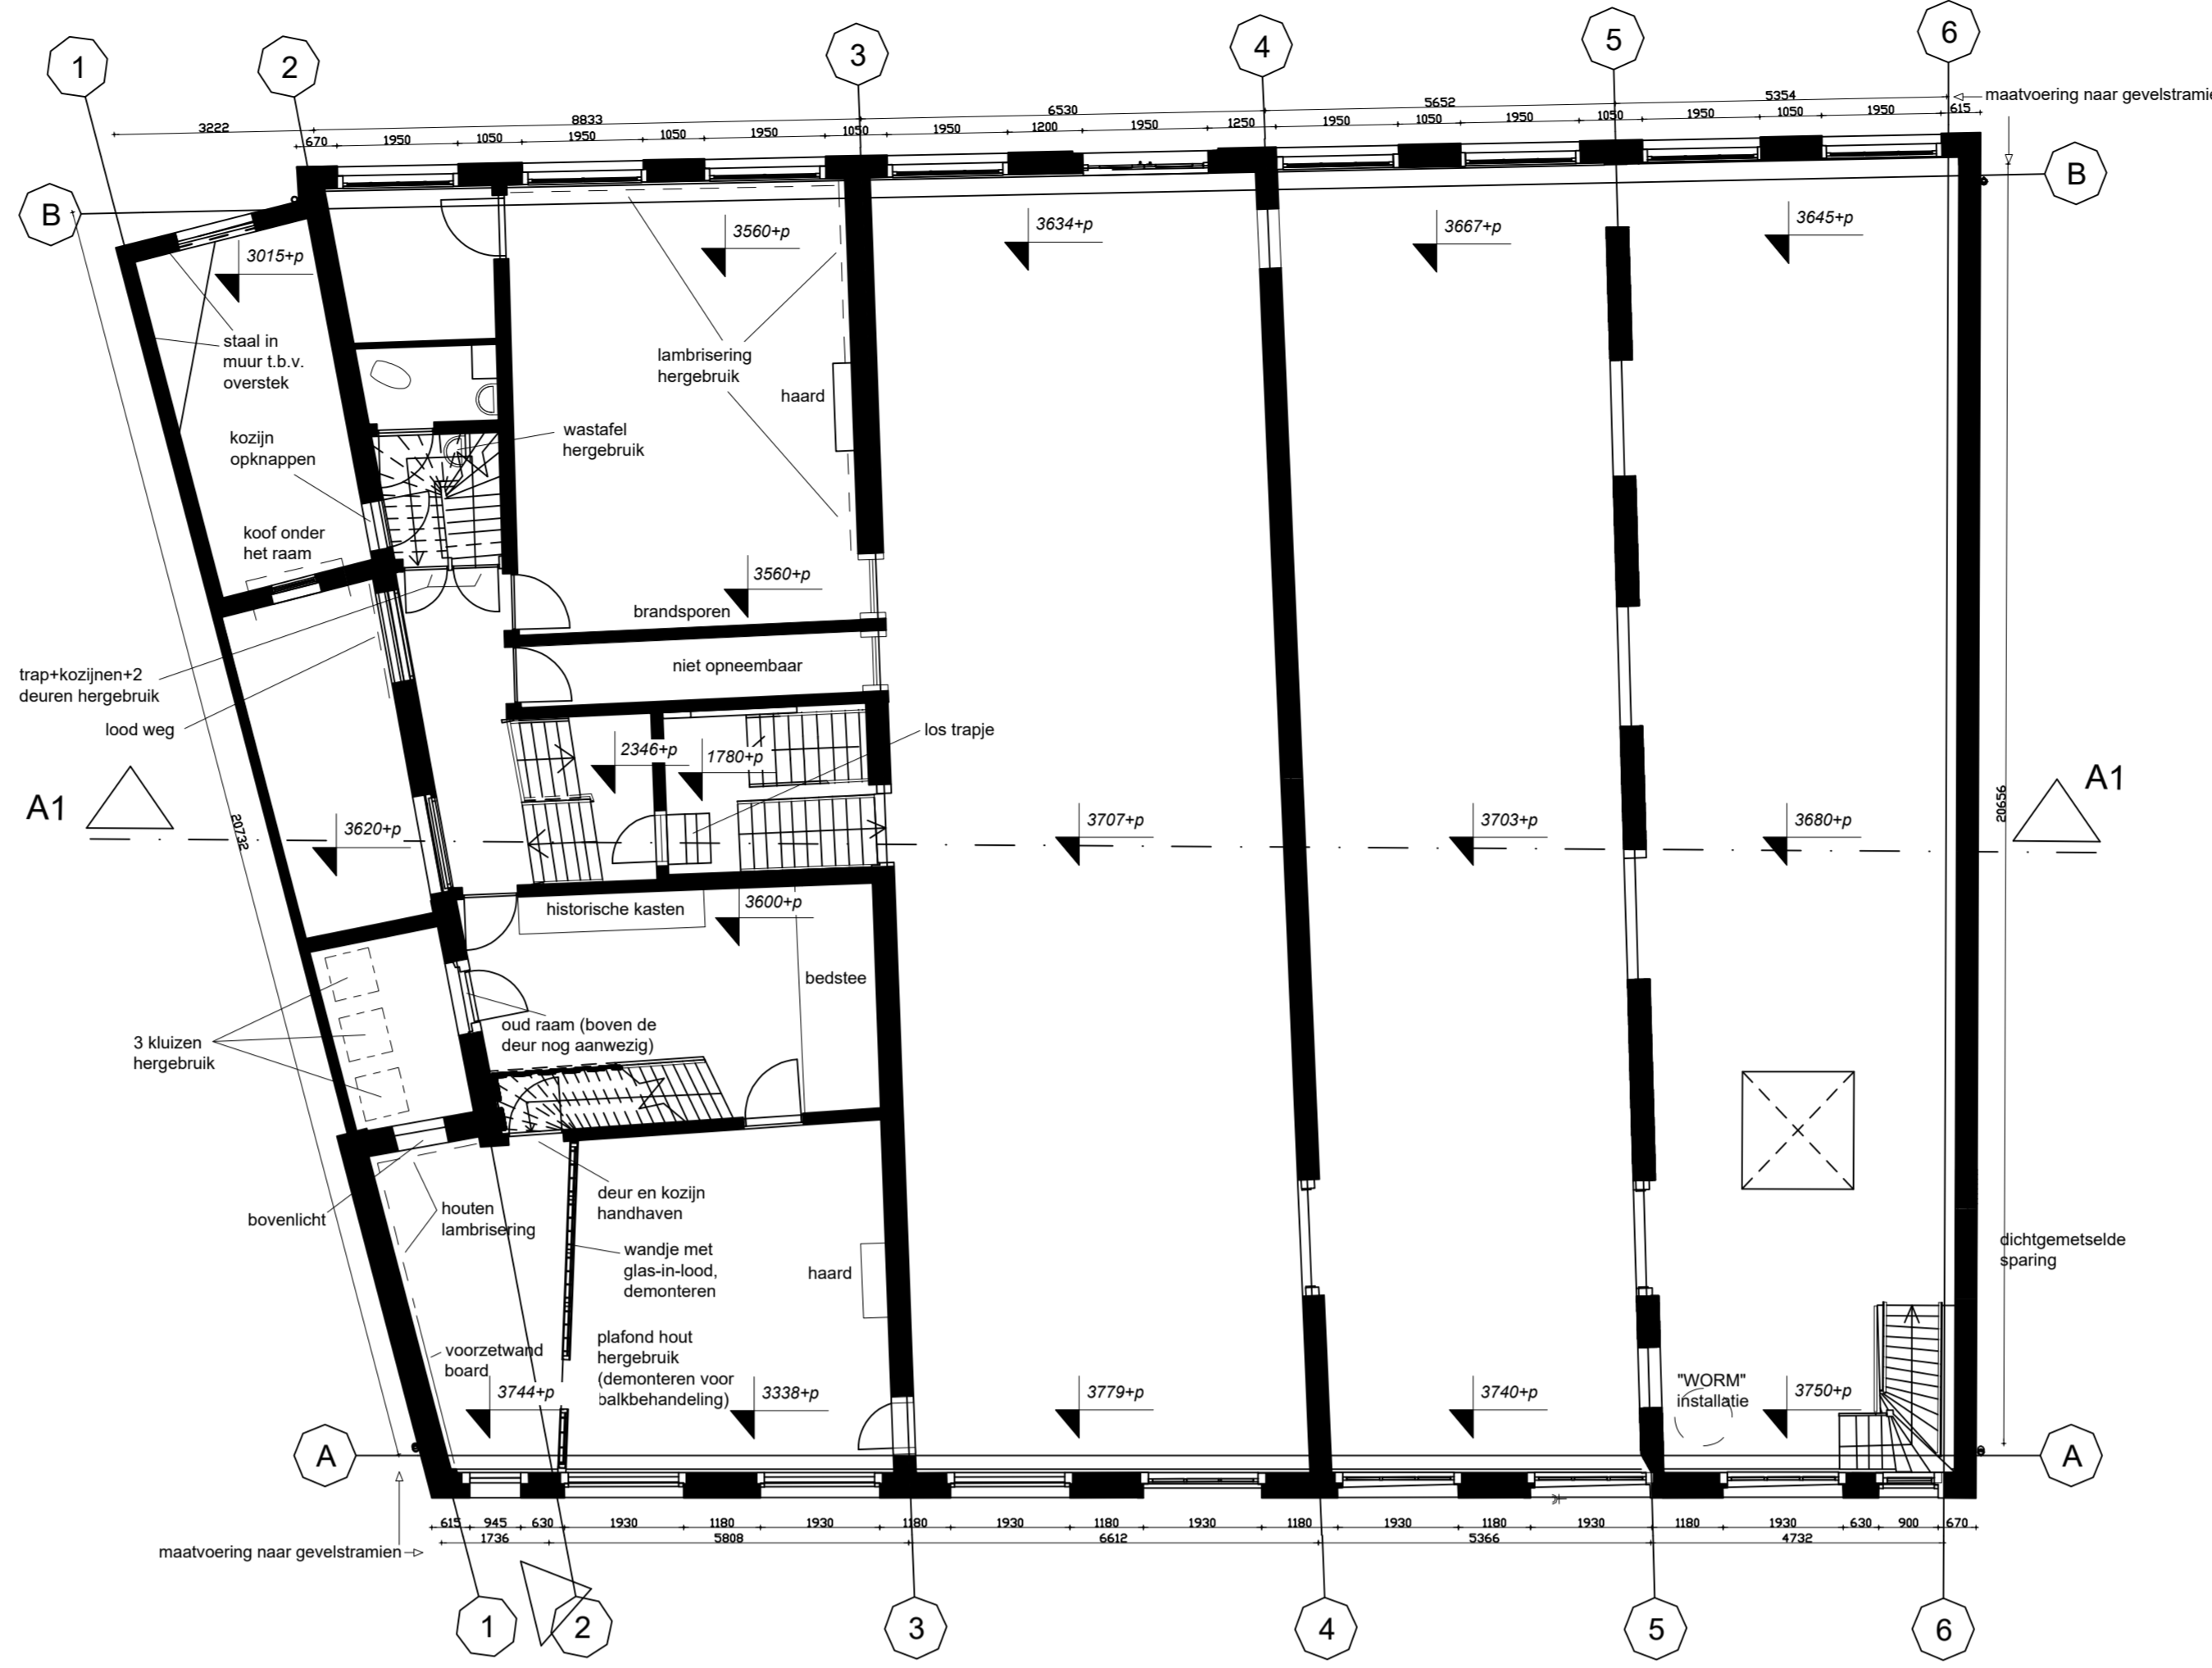 1
2
3
4
5
6
3222
8833
6530
5652
5354
maatvoering naar gevelstramie
670
1950
1050
1950
1050
1950
1050
1950
1200
1950
1250
1950
1050
1950
1050
1950
1050
1950
615
B
B
3015+p
3560+p
3634+p
3667+p
3645+p
staal in
muur t.b.v.
overstek
lambrisering
hergebruik
haard
kozijn
opknappen
wastafel
hergebruik
koof onder
het raam
3560+p
brandsporen
niet opneembaar
trap+kozijnen+2
deuren hergebruik
lood weg
los trapje
2346+p
1780+p
A1
A1
20732
20656
3620+p
3707+p
3703+p
3680+p
historische kasten
3600+p
bedstee
oud raam (boven de
deur nog aanwezig)
3 kluizen
hergebruik
deur en kozijn
handhaven
houten
lambrisering
bovenlicht
wandje met
glas-in-lood,
demonteren
haard
dichtgemetselde
sparing
plafond hout
hergebruik
(demonteren voor
balkbehandeling)
voorzetwand
board
3744+p
3338+p
3779+p
3740+p
"WORM"
installatie
3750+p
A
A
615
945
630
1930
1180
1930
1180
1930
1180
1930
1180
1930
1180
1930
1180
1930
630
900
670
1736
5808
6612
5366
4732
maatvoering naar gevelstramien
1
2
3
4
5
6